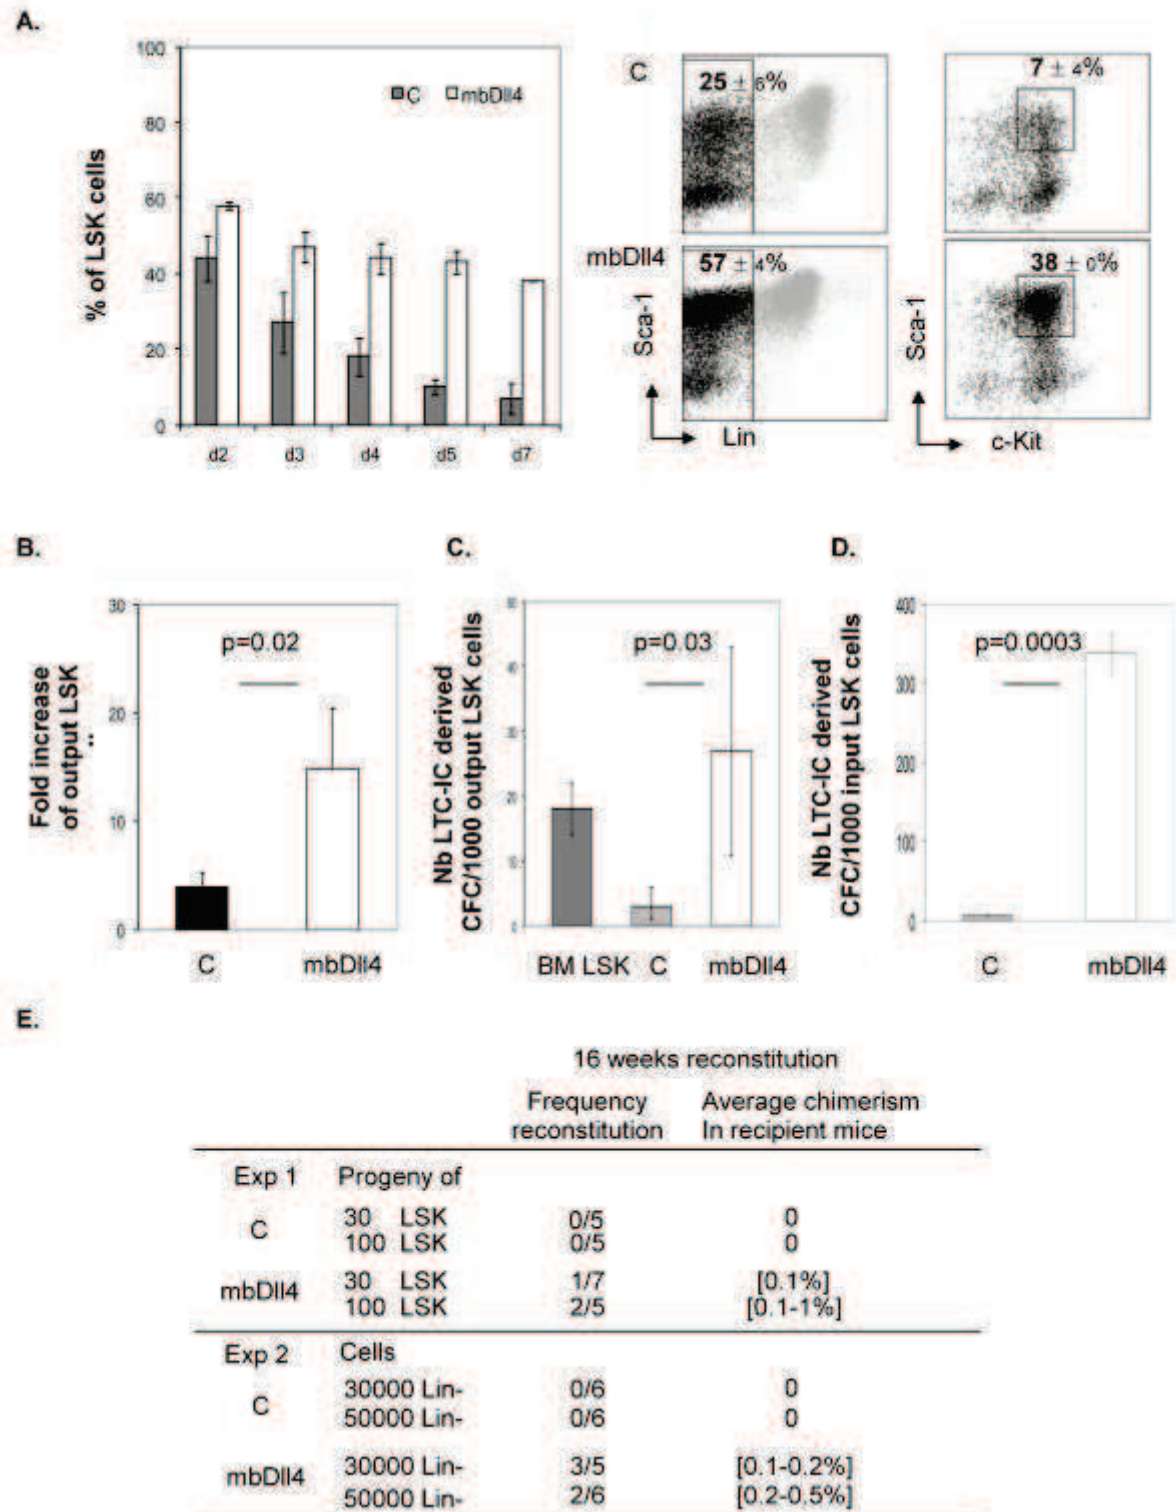 A.
% of LSK cells
100
80
60
40
20
0
C mbDll4
d2 d3 d4 d5 d7
C
25 ± 6%
7 ± 4%
mbDll4
57 ± 4%
38 ± 0%
Sca-1
Lin
Sca-1
c-Kit
B.
Fold increase
of output LSK
30
20
10
0
p=0.02
C mbDll4
C.
Nb LTC-IC derived
CFC/1000 output LSK cells
50
40
30
20
10
0
p=0.03
BM LSK C mbDll4
D.
Nb LTC-IC derived
CFC/1000 input LSK cells
400
300
200
100
0
p=0.0003
C mbDll4
E.
16 weeks reconstitution
Frequency Average chimerism
reconstitution In recipient mice
Exp 1 Progeny of
C
30 LSK 0/5 0
100 LSK 0/5 0
mbDll4
30 LSK 1/7 [0.1%]
100 LSK 2/5 [0.1-1%]
Exp 2 Cells
C
30000 Lin- 0/6 0
50000 Lin- 0/6 0
mbDll4
30000 Lin- 3/5 [0.1-0.2%]
50000 Lin- 2/6 [0.2-0.5%]